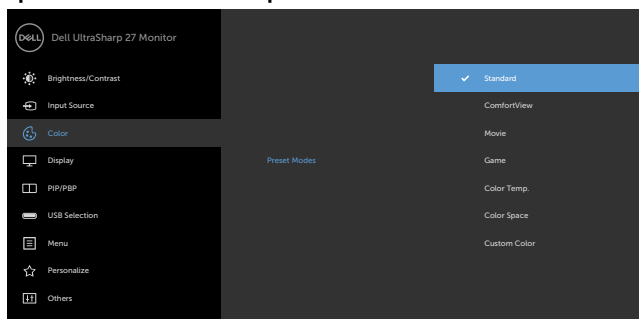 DELL
Dell UltraSharp 27 Monitor
Brightness/Contrast
Input Source
Color
Display
PIP/PBP
USB Selection
Menu
Personalize
Others
Preset Modes
Standard
ComfortView
Movie
Game
Color Temp.
Color Space
Custom Color